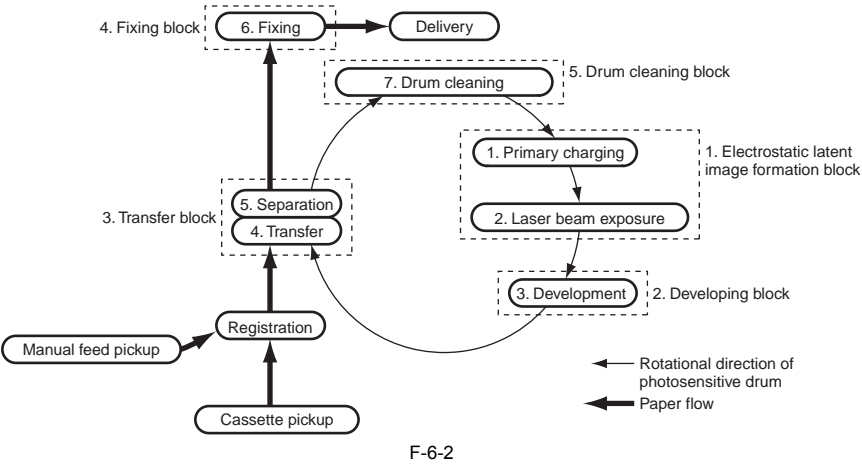 4. Fixing block
6. Fixing
Delivery
7. Drum cleaning
5. Drum cleaning block
1. Primary charging
1. Electrostatic latent
image formation block
2. Laser beam exposure
3. Transfer block
5. Separation
4. Transfer
3. Development
2. Developing block
Registration
Manual feed pickup
Cassette pickup
Rotational direction of
photosensitive drum
Paper flow
F-6-2